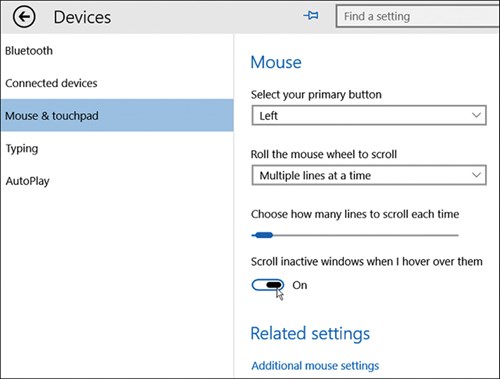 Devices
Find a setting
Bluetooth
Connected devices
Mouse & touchpad
Typing
AutoPlay
Mouse
Select your primary button
Left
Roll the mouse wheel to scroll
Multiple lines at a time
Choose how many lines to scroll each time
Scroll inactive windows when I hover over them
On
Related settings
Additional mouse settings